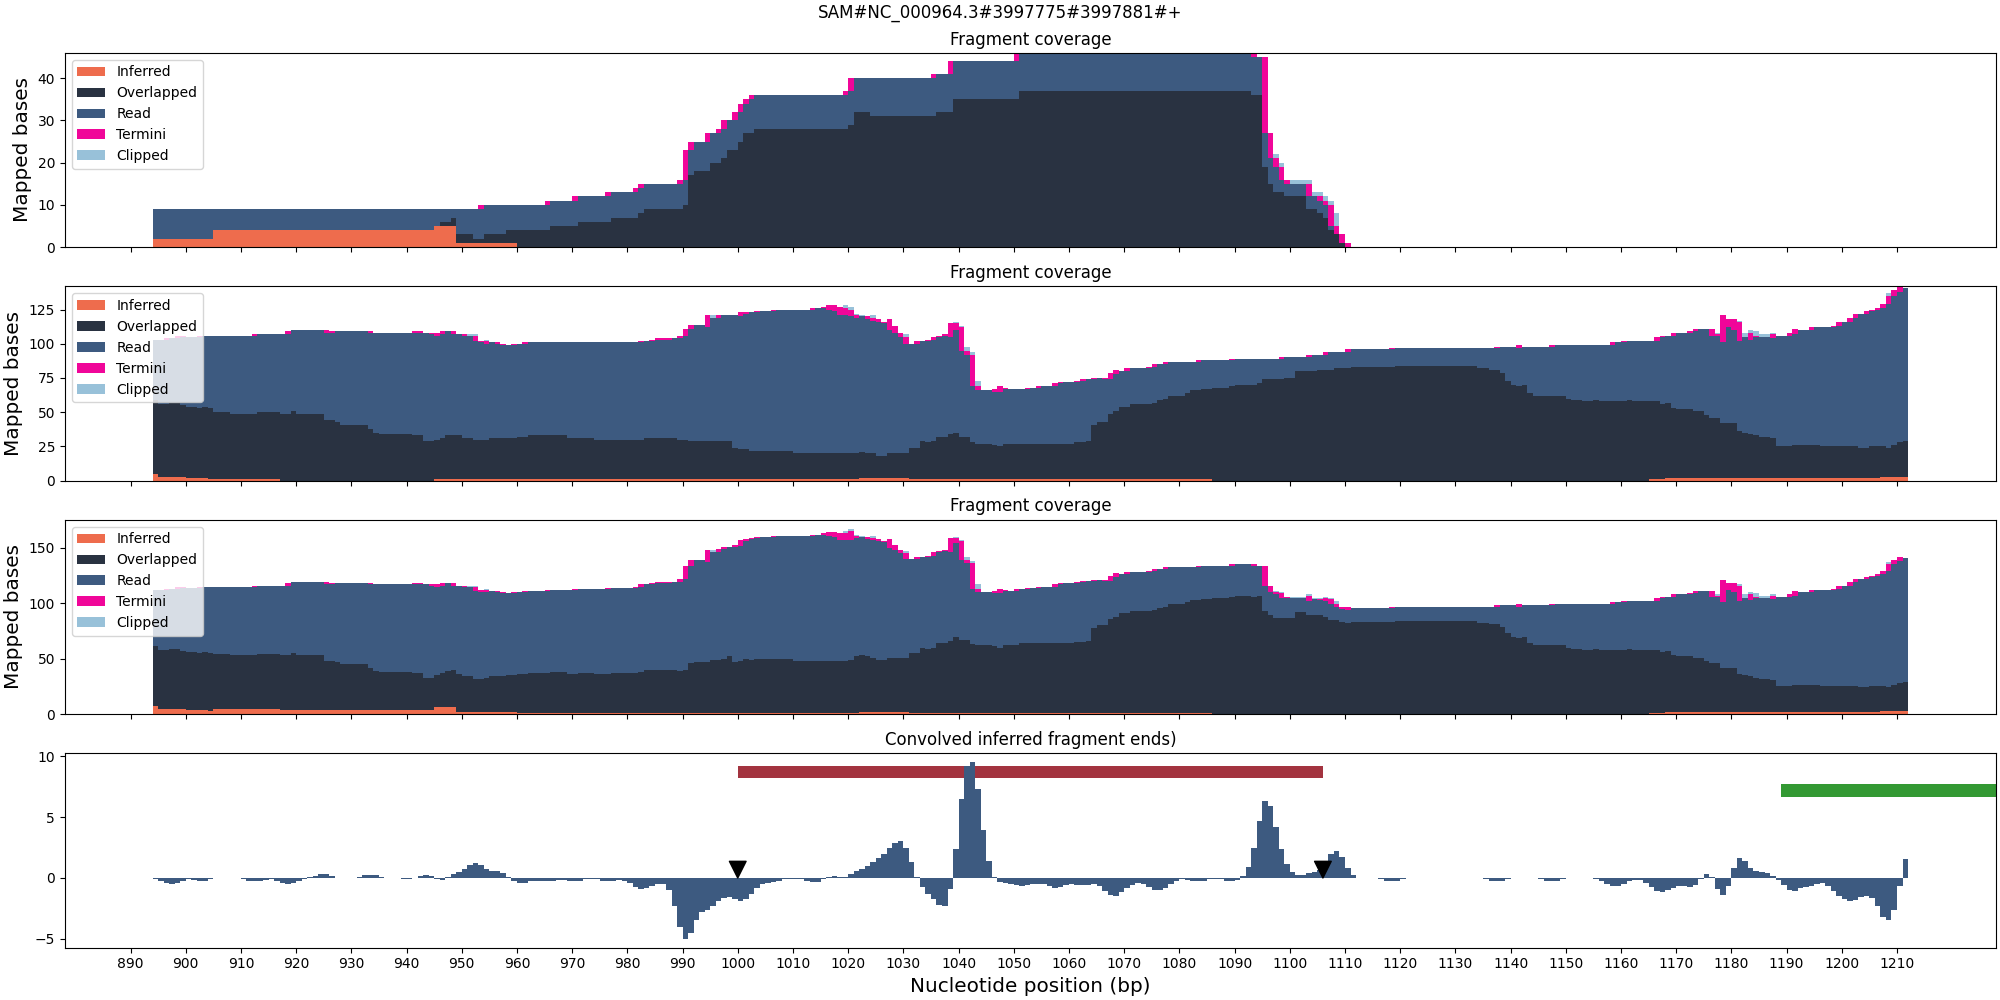 SAM#NC_000964.3#3997775#3997881#+
Fragment coverage
Mapped bases
40
30
20
10
0
Inferred
Overlapped
Read
Termini
Clipped
Fragment coverage
Mapped bases
125
100
75
50
25
0
Inferred
Overlapped
Read
Termini
Clipped
Fragment coverage
Mapped bases
150
100
50
0
Inferred
Overlapped
Read
Termini
Clipped
Convolved inferred fragment ends)
10
5
0
−5
890 900 910 920 930 940 950 960 970 980 990 1000 1010 1020 1030 1040 1050 1060 1070 1080 1090 1100 1110 1120 1130 1140 1150 1160 1170 1180 1190 1200 1210
Nucleotide position (bp)